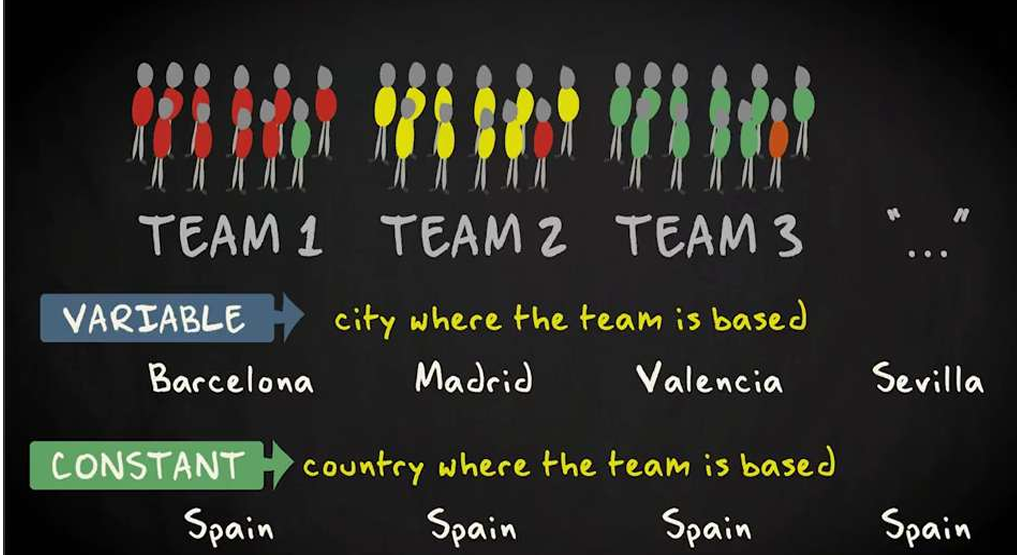 TEAM 1 TEAM 2 TEAM 3 "..."
VARIABLE city where the team is based
Barcelona Madrid Valencia Sevilla
CONSTANT country where the team is based
Spain Spain Spain Spain